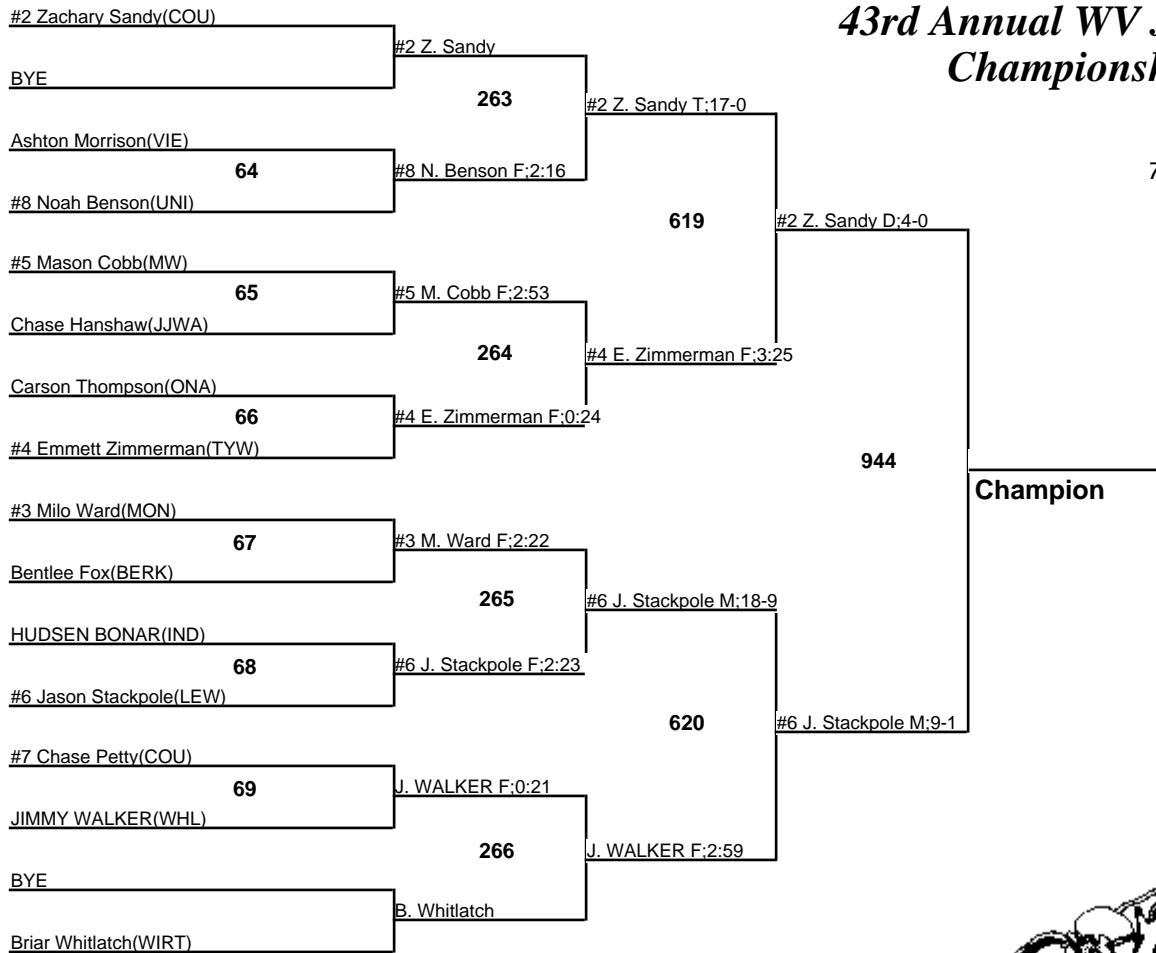 43rd Annual WV
Championsh
7
#2 Zachary Sandy(COU)
BYE
Ashton Morrison(VIE)
64
#8 Noah Benson(UNI)
#5 Mason Cobb(MW)
65
Chase Hanshaw(JJWA)
Carson Thompson(ONA)
66
#4 Emmett Zimmerman(TYW)
#3 Milo Ward(MON)
67
Bentlee Fox(BERK)
HUDSEN BONAR(IND)
68
#6 Jason Stackpole(LEW)
#7 Chase Petty(COU)
69
JIMMY WALKER(WHL)
BYE
Briar Whitlatch(WIRT)
#2 Z. Sandy
263
#8 N. Benson F;2:16
#5 M. Cobb F;2:53
264
#4 E. Zimmerman F;0:24
#3 M. Ward F;2:22
265
#6 J. Stackpole F;2:23
J. WALKER F;0:21
266
B. Whitlatch
#2 Z. Sandy T;17-0
619
#4 E. Zimmerman F;3:25
#6 J. Stackpole M;18-9
620
J. WALKER F;2:59
#2 Z. Sandy D;4-0
944
#6 J. Stackpole M;9-1
Champion